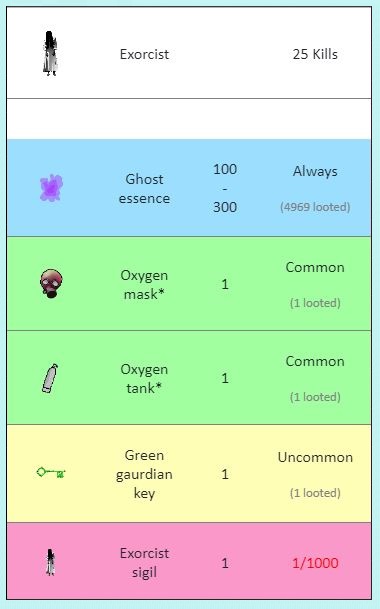 Exorcist 25 Kills
Ghost essence 100 - 300 Always (4969 looted)
Oxygen mask* 1 Common (1 looted)
Oxygen tank* 1 Common (1 looted)
Green gaurdian key 1 Uncommon (1 looted)
Exorcist sigil 1 1/1000